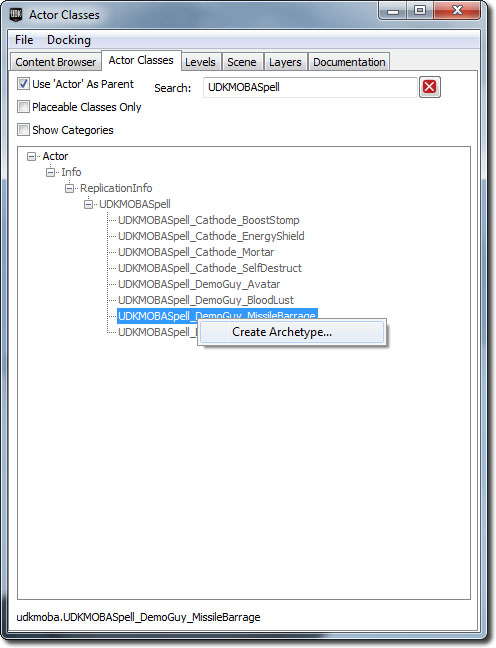 UDK Actor Classes
File Docking
Content Browser Actor Classes Levels Scene Layers Documentation
Use 'Actor' As Parent Search: UDKMOBASpell
Placeable Classes Only
Show Categories
Actor
Info
ReplicationInfo
UDKMOBASpell
UDKMOBASpell_Cathode_BoostStomp
UDKMOBASpell_Cathode_EnergyShield
UDKMOBASpell_Cathode_Mortar
UDKMOBASpell_Cathode_SelfDestruct
UDKMOBASpell_DemoGuy_Avatar
UDKMOBASpell_DemoGuy_BloodLust
UDKMOBASpell_DemoGuy_MissileBarrage
Create Archetype...
udkmoba.UDKMOBASpell_DemoGuy_MissileBarrage